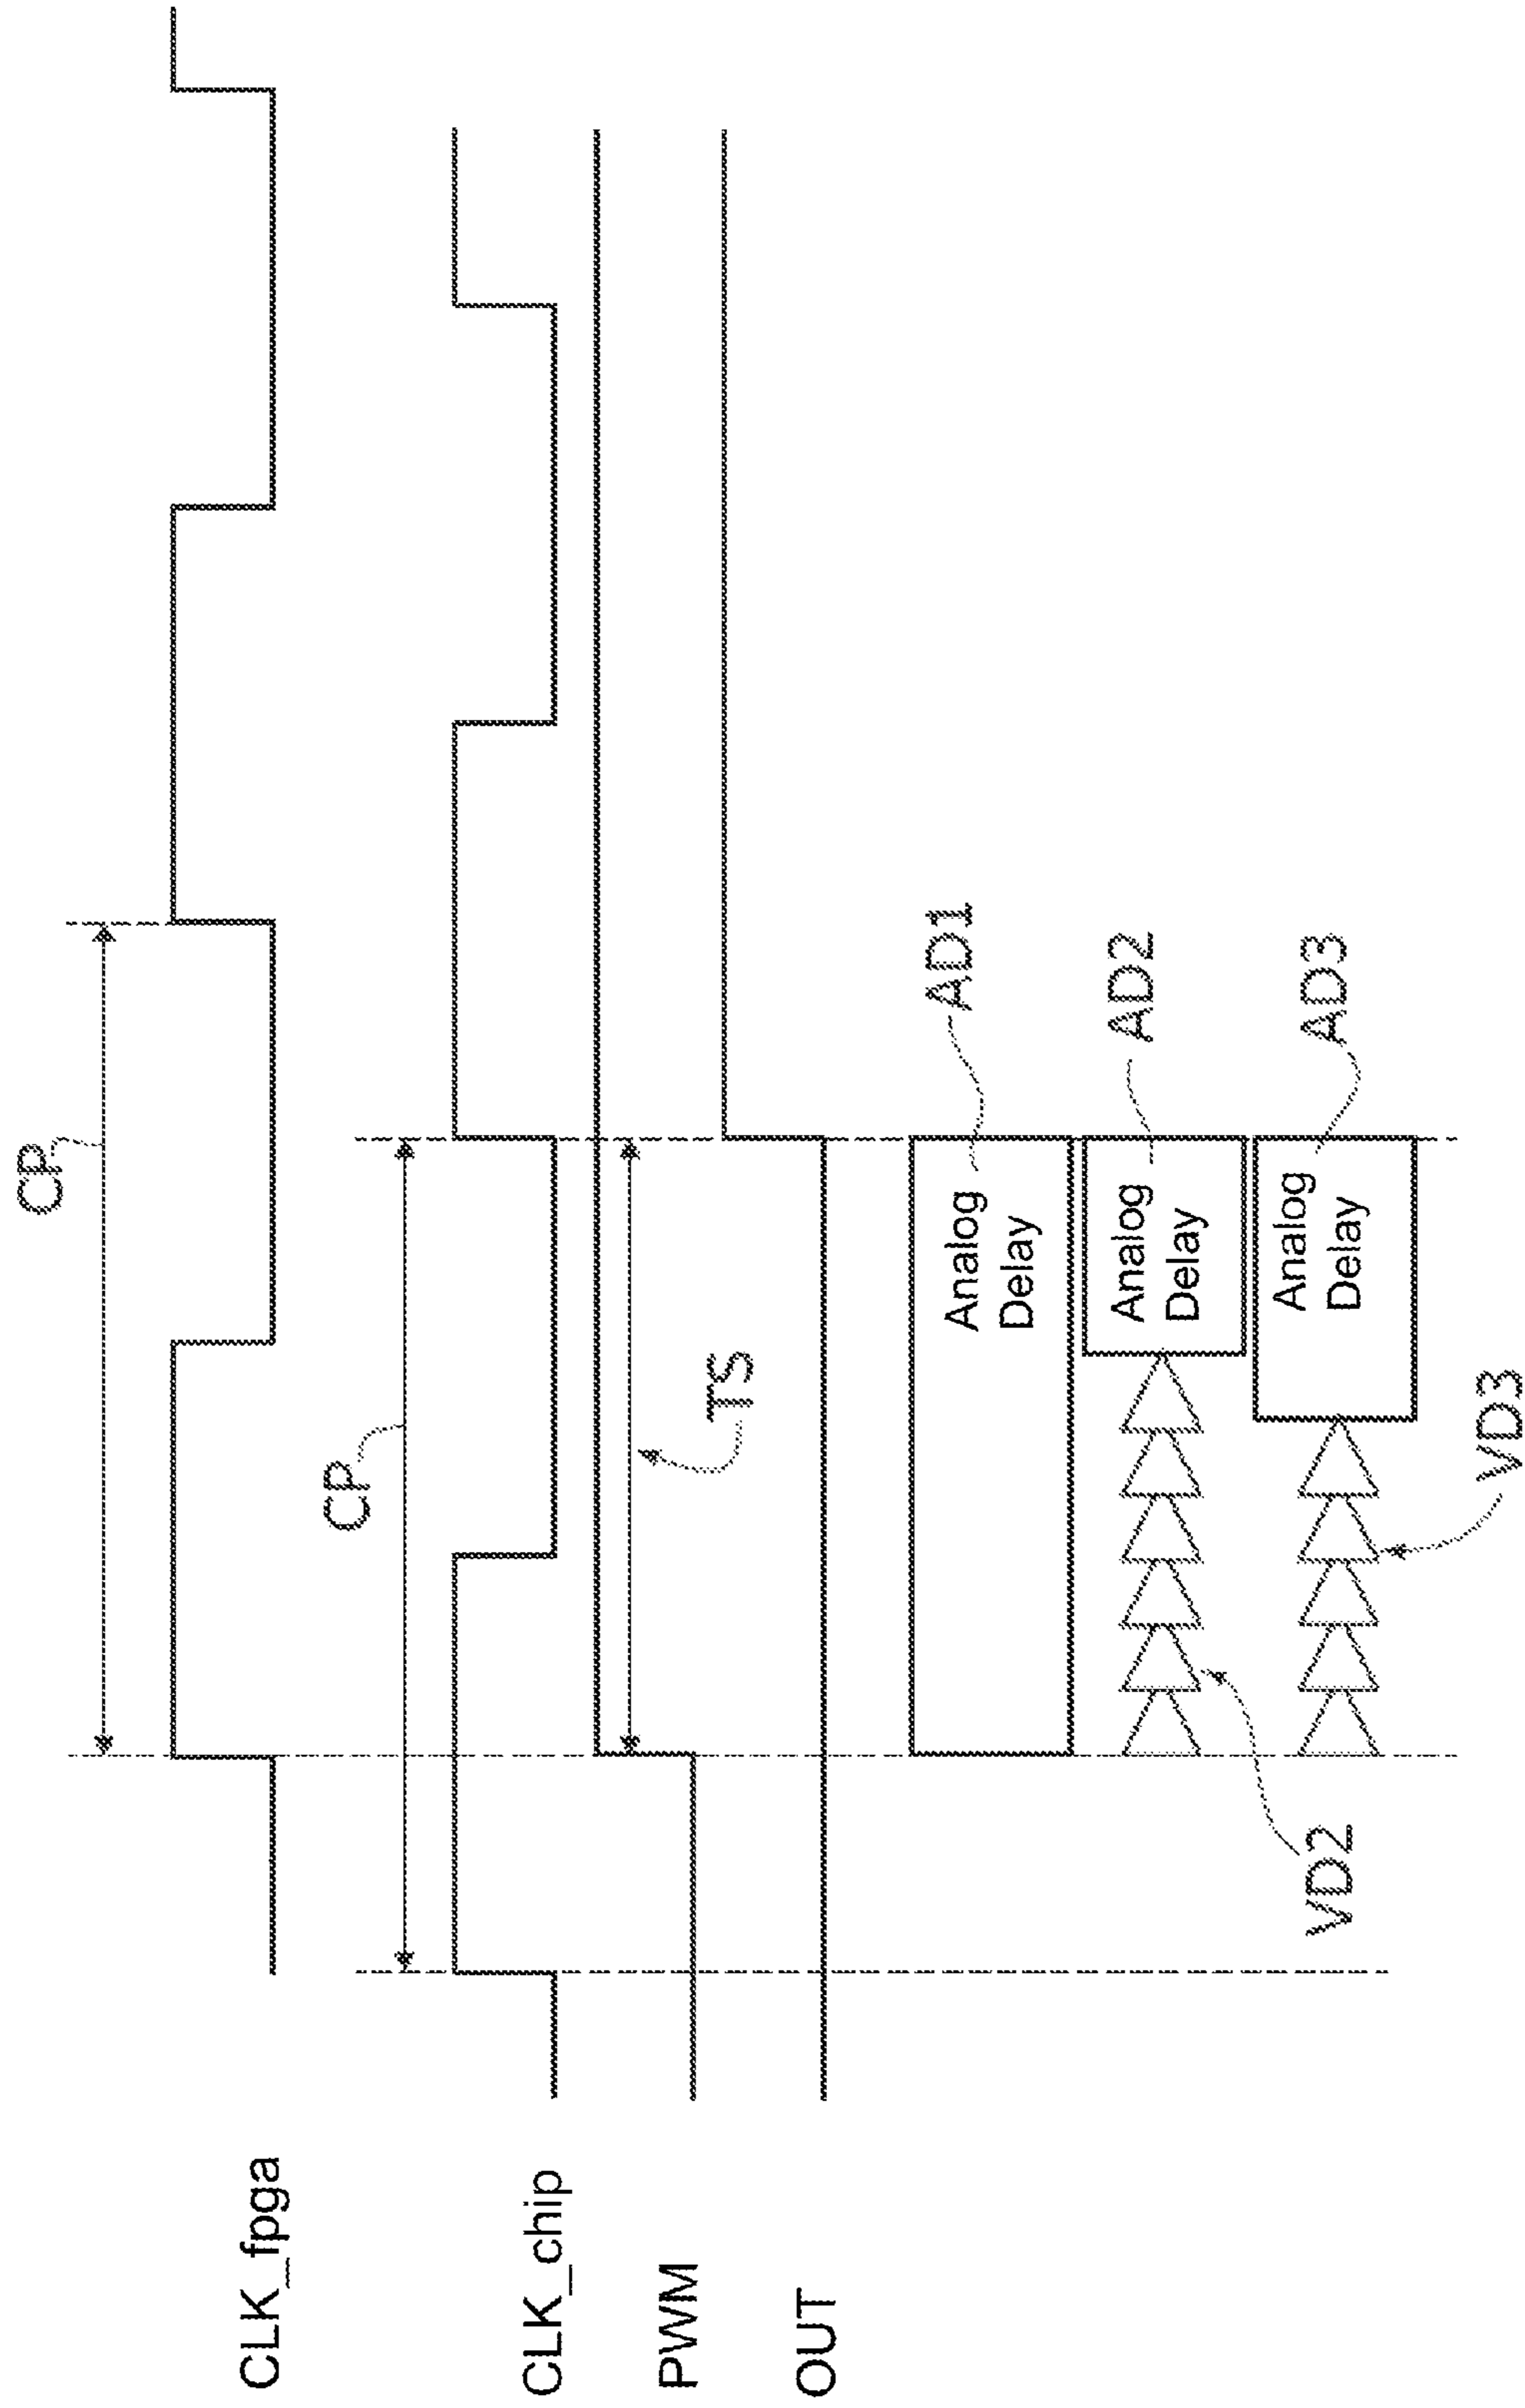 CP
CLK_fpga
CP
CLK_chip
PWM
TS
OUT
Analog
Delay
AD1
Analog
Delay
AD2
VD2
Analog
Delay
AD3
VD3